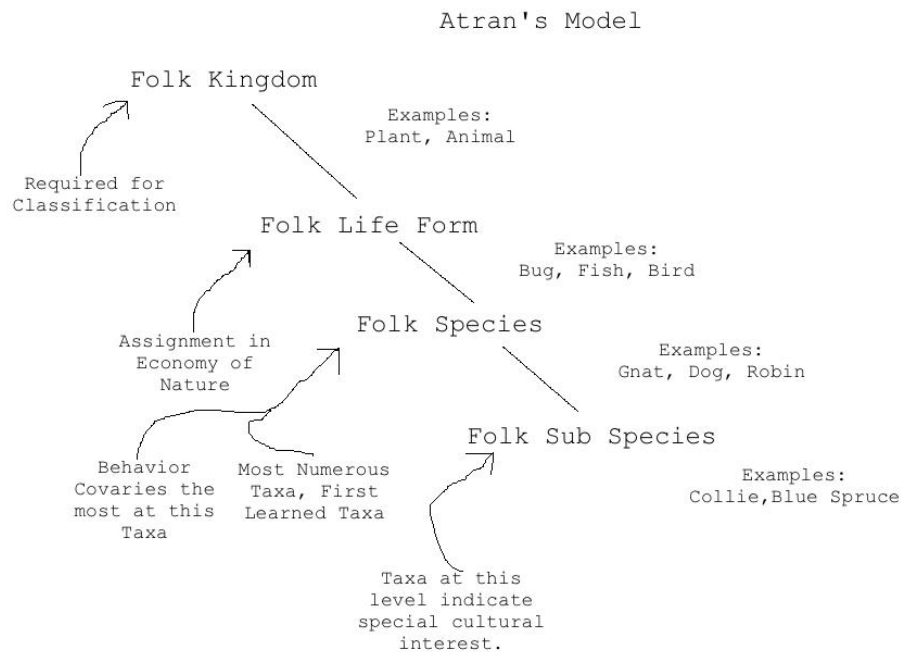 Atran's Model
Folk Kingdom
Examples:
Plant, Animal
Required for
Classification
Folk Life Form
Examples:
Bug, Fish, Bird
Assignment in
Economy of
Nature
Folk Species
Examples:
Gnat, Dog, Robin
Behavior
Covaries the
most at this
Taxa
Most Numerous
Taxa, First
Learned Taxa
Folk Sub Species
Examples:
Collie,Blue Spruce
Taxa at this
level indicate
special cultural
interest.